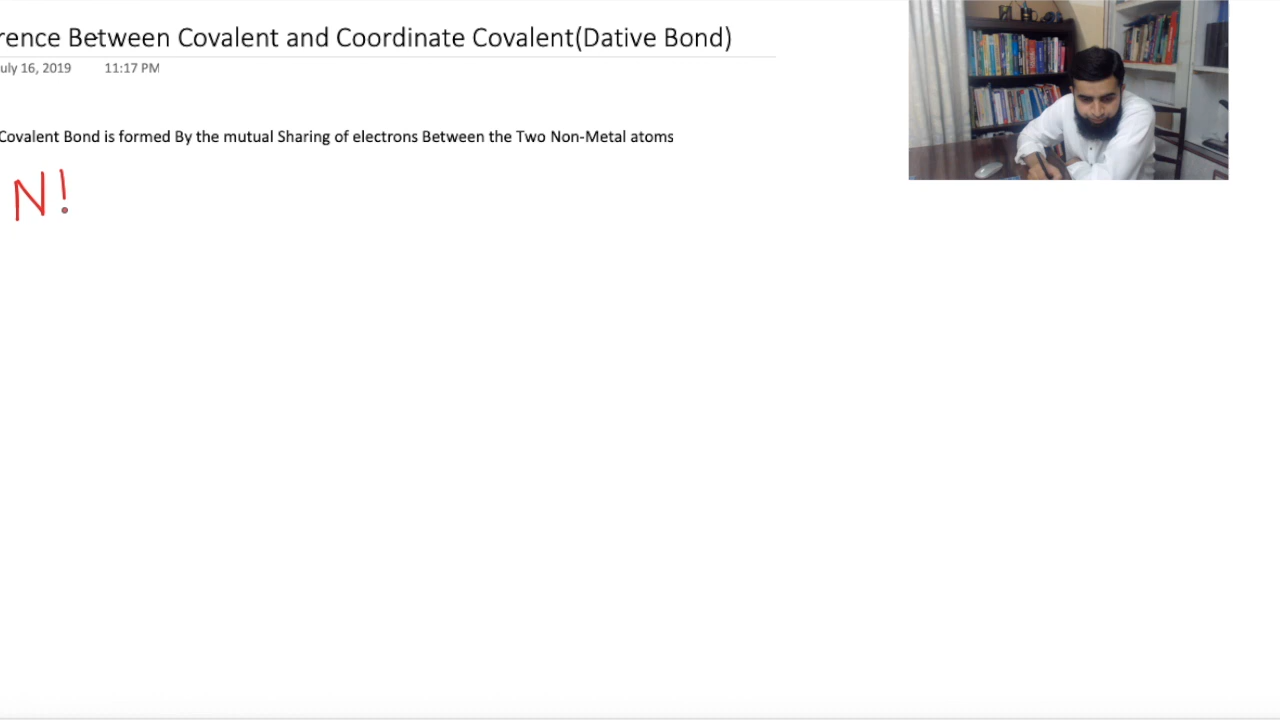 rence Between Covalent and Coordinate Covalent(Dative Bond)
uly 16, 2019 11:17 PM
Covalent Bond is formed By the mutual Sharing of electrons Between the Two Non-Metal atoms
N!